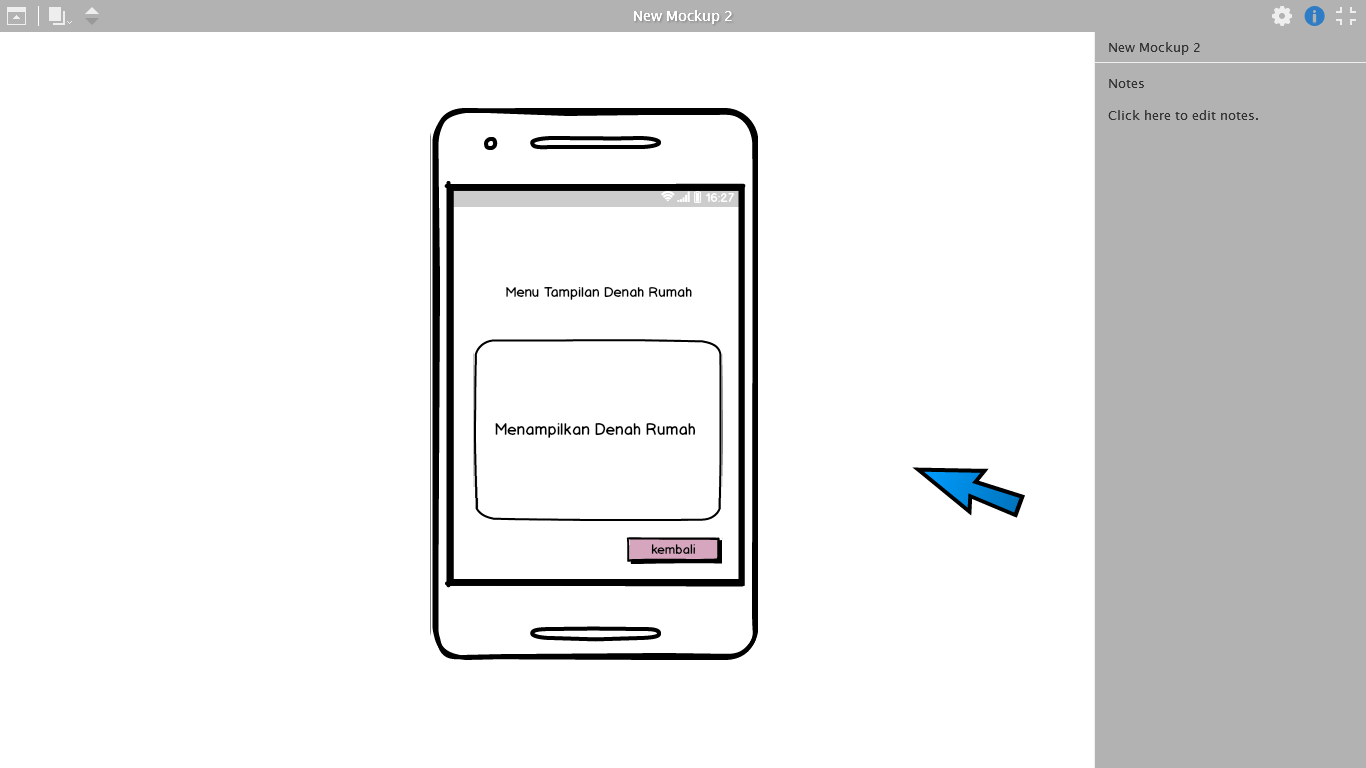 New Mockup 2
New Mockup 2
Notes
Click here to edit notes.
16:27
Menu Tampilan Denah Rumah
Menampilkan Denah Rumah
kembali